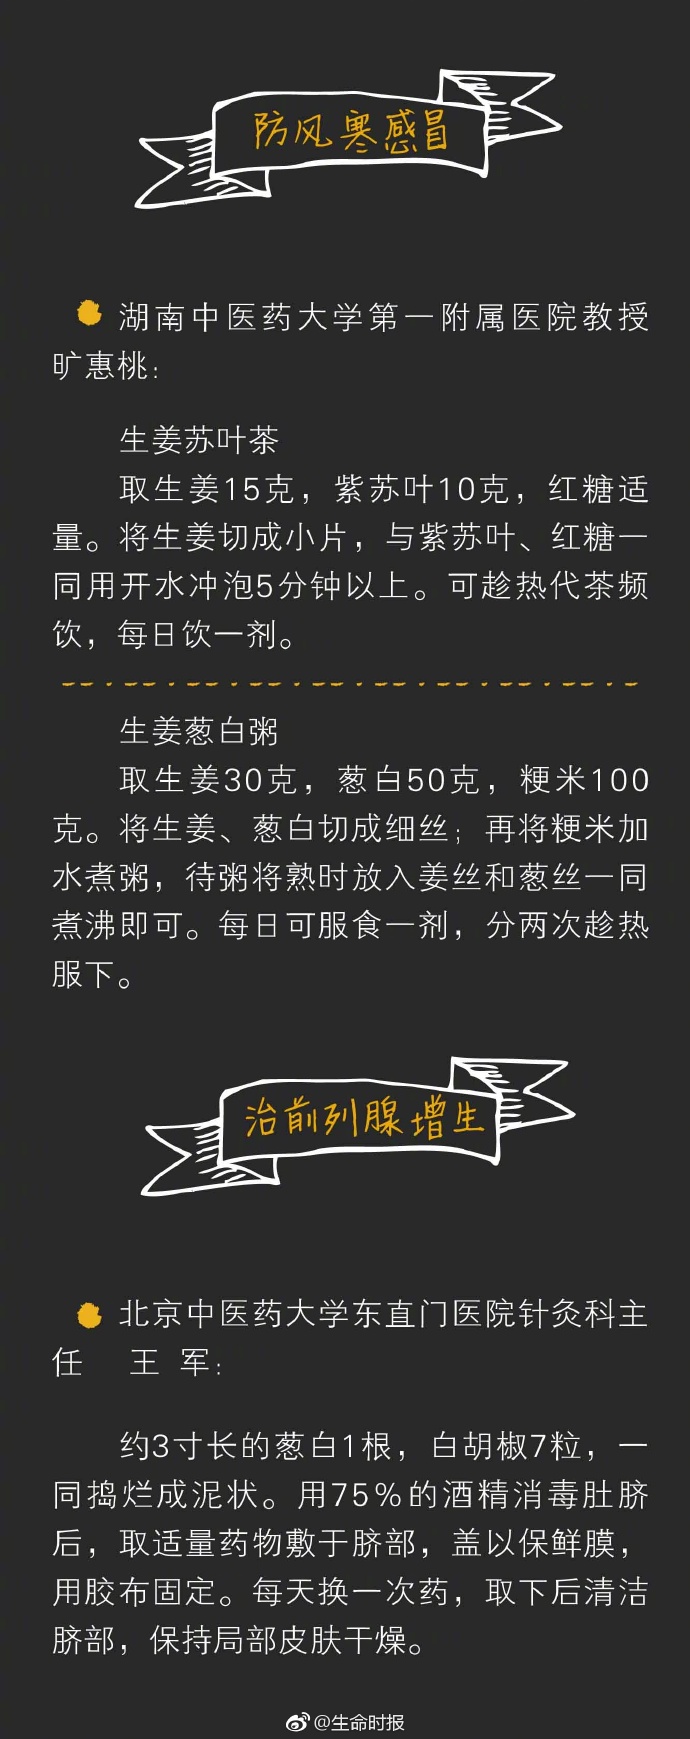 防风寒感冒
湖南中医药大学第一附属医院教授
旷惠桃：
生姜苏叶茶
取生姜15克，紫苏叶10克，红糖适
量。将生姜切成小片，与紫苏叶、红糖一
同用开水冲泡5分钟以上。可趁热代茶频
饮，每日饮一剂。
生姜葱白粥
取生姜30克，葱白50克，粳米100
克。将生姜、葱白切成细丝；再将粳米加
水煮粥，待粥将熟时放入姜丝和葱丝一同
煮沸即可。每日可服食一剂，分两次趁热
服下。
治前列腺增生
北京中医药大学东直门医院针灸科主
任 王 军：
约3寸长的葱白1根，白胡椒7粒，一
同捣烂成泥状。用75%的酒精消毒肚脐
后，取适量药物敷于脐部，盖以保鲜膜，
用胶布固定。每天换一次药，取下后清洁
脐部，保持局部皮肤干燥。
@生命时报